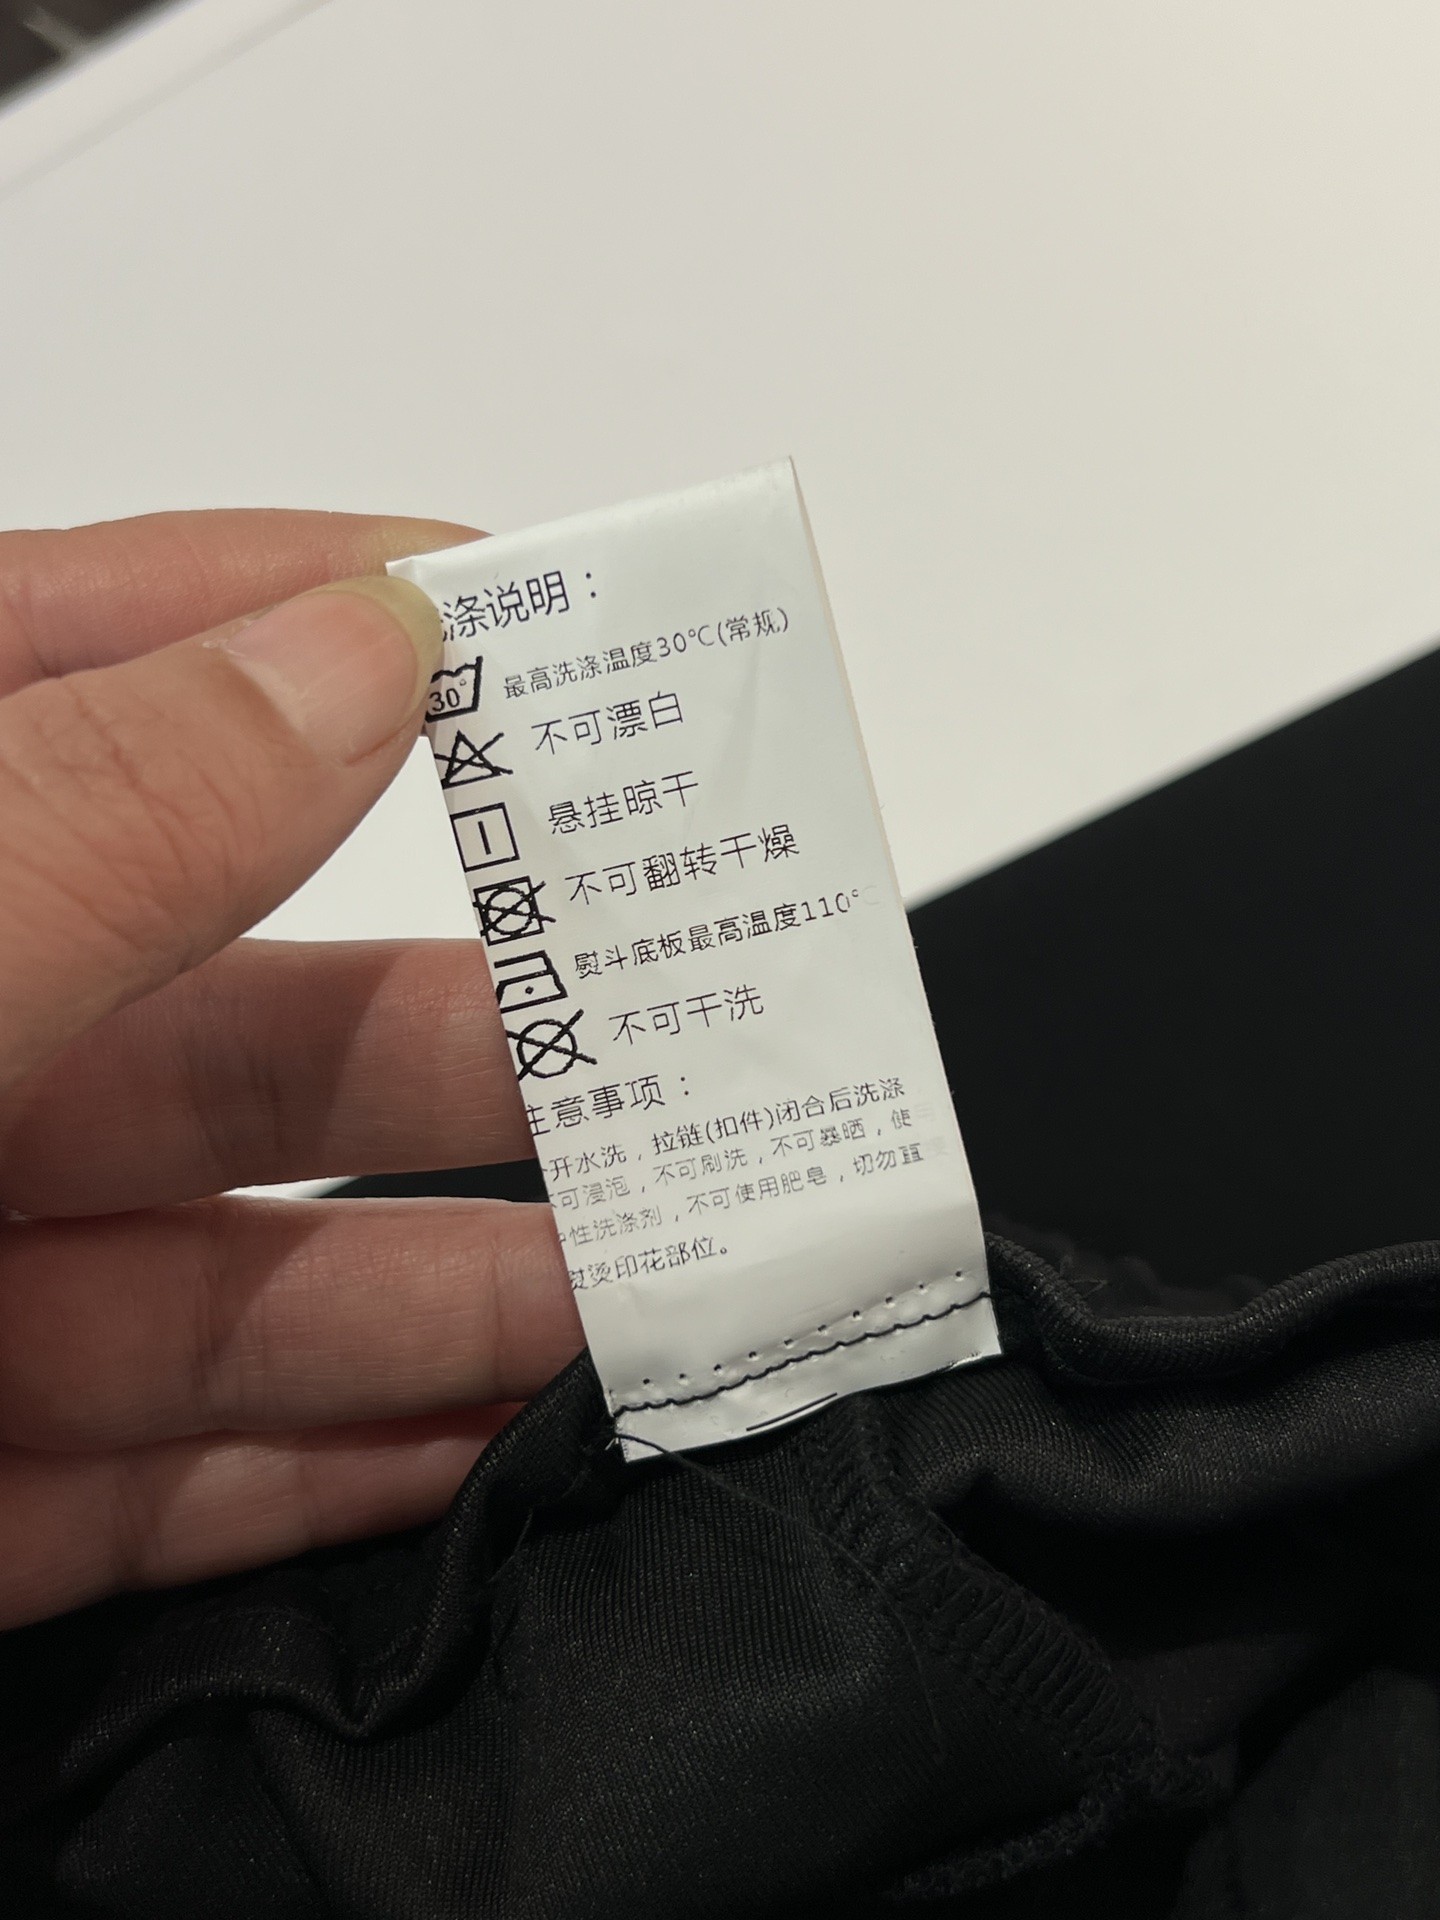 涤说明：
30° 最高洗涤温度30℃(常规)
不可漂白
悬挂晾干
不可翻转干燥
熨斗底板最高温度110℃
不可干洗
注意事项：
分开水洗，拉链(扣件)闭合后洗涤
不可浸泡，不可刷洗，不可暴晒，使
中性洗涤剂，不可使用肥皂，切勿直
熨烫印花部位。